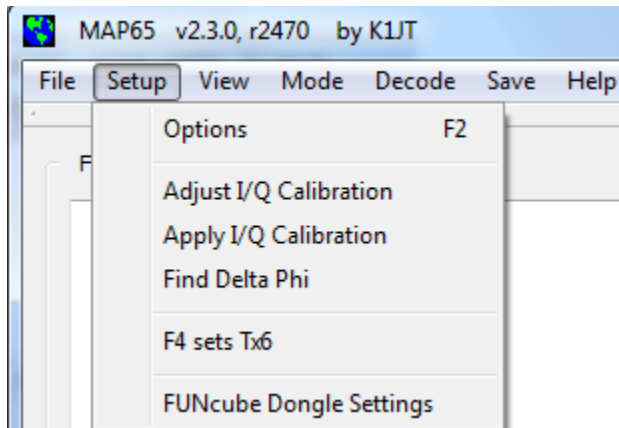 MAP65 v2.3.0, r2470 by K1JT
File Setup View Mode Decode Save Help
Options F2
F
Adjust I/Q Calibration
Apply I/Q Calibration
Find Delta Phi
F4 sets Tx6
FUNcube Dongle Settings